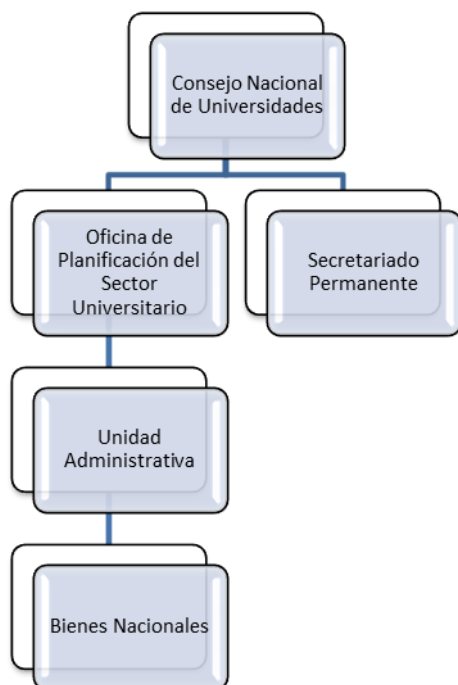 Consejo Nacional
de Universidades
Oficina de
Planificación del
Sector
Universitario
Secretariado
Permanente
Unidad
Administrativa
Bienes Nacionales